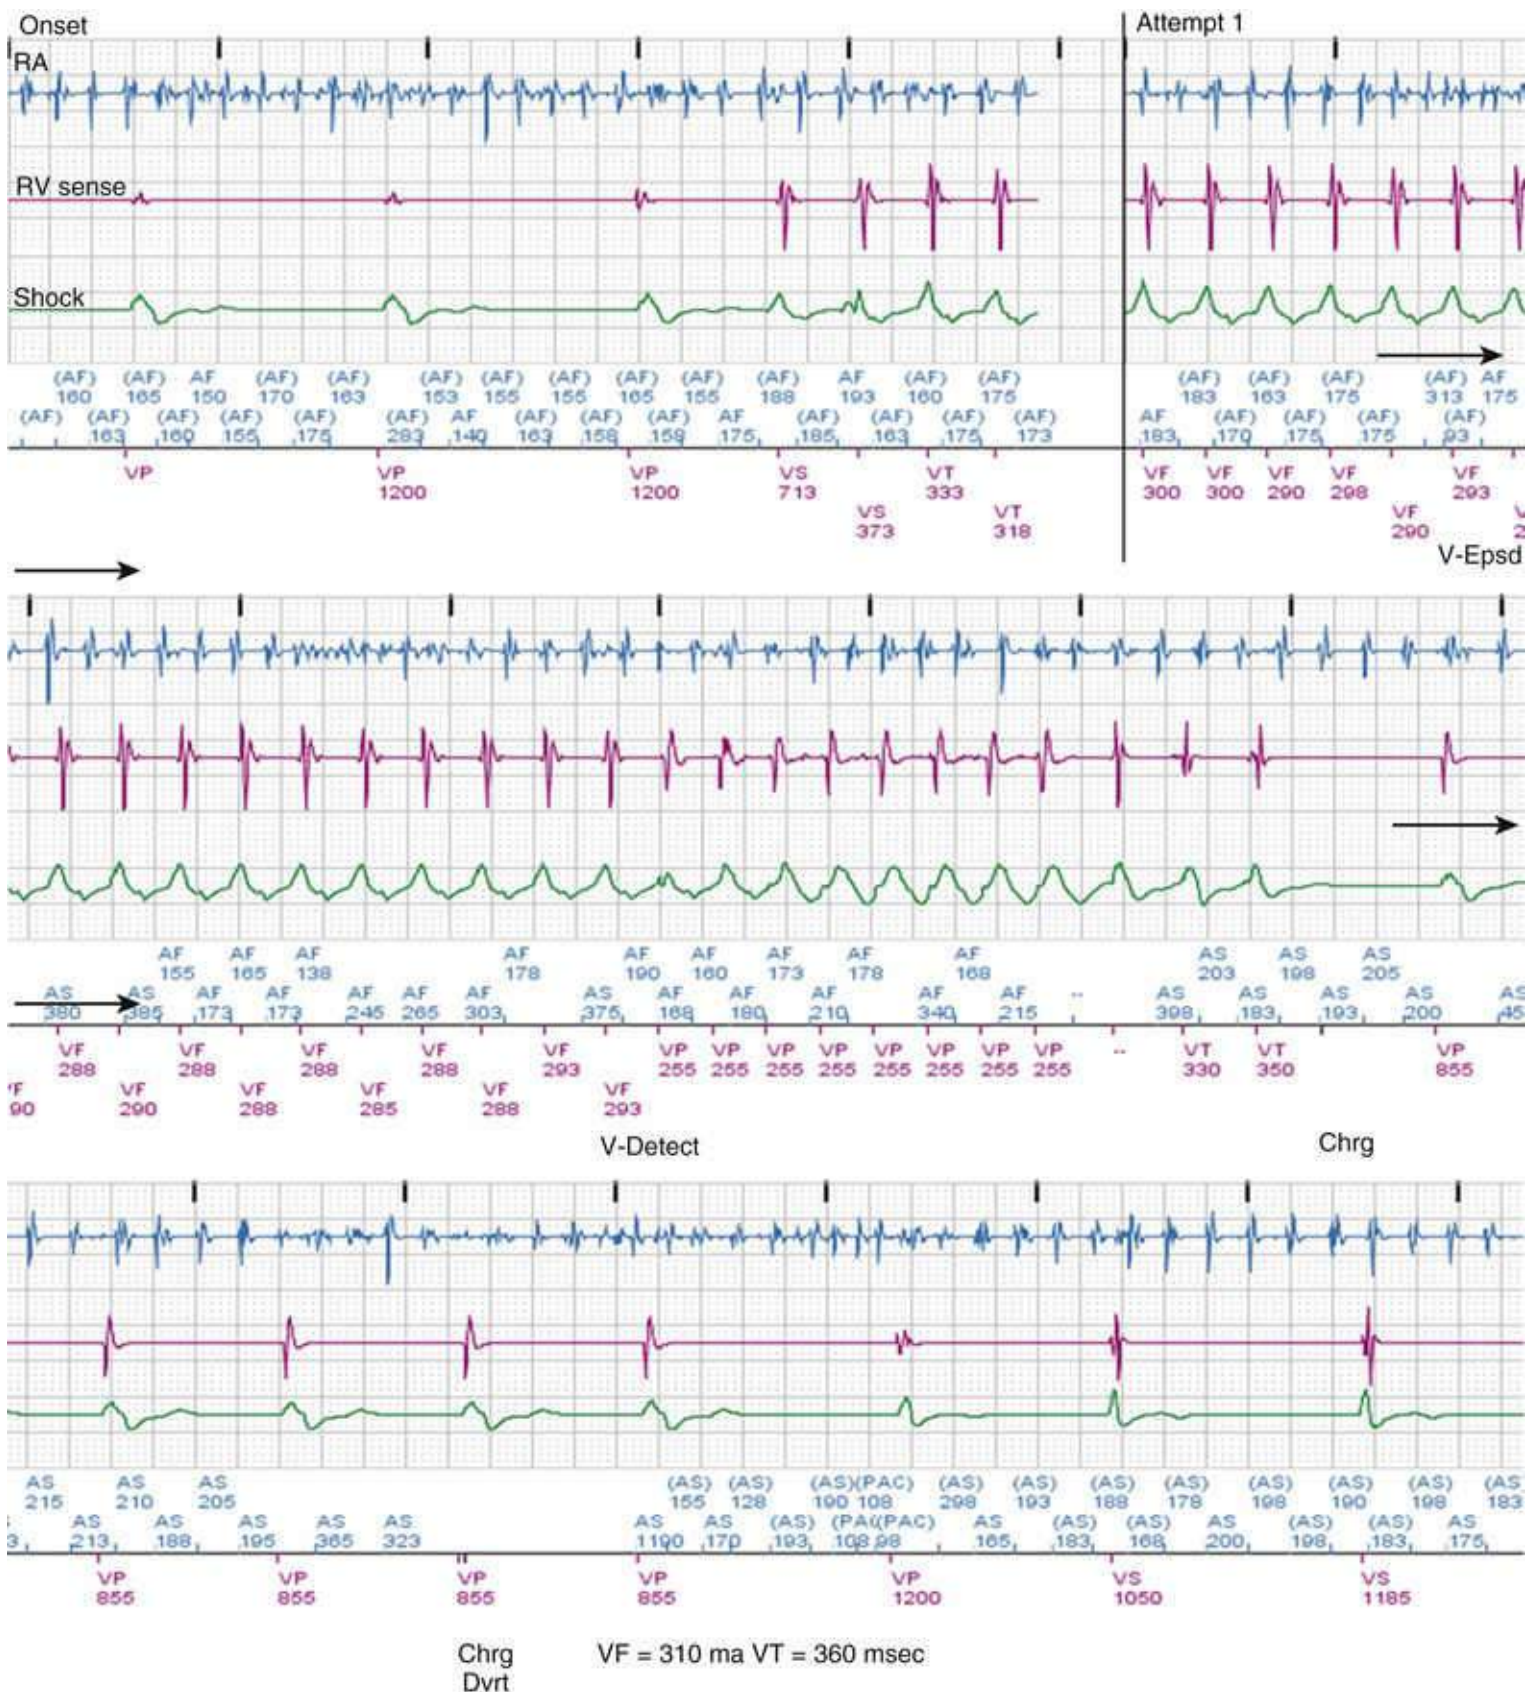 Onset Attempt 1
RA
RV sense
Shock
(AF) (AF) AF (AF) (AF) (AF) (AF) (AF) (AF) (AF) (AF) AF (AF) (AF) (AF) (AF) (AF) (AF) AF
160 165 150 170 163 153 155 155 165 155 188 193 160 175 183 163 175 313 175
(AF) (AF) (AF) (AF) (AF) (AF) AF (AF) (AF) (AF) AF (AF) (AF) (AF) (AF) AF (AF) (AF) (AF) (AF)
163 160 155 175 283 140 163 158 158 175 185 163 175 173 183 170 175 175 93
VP VP VP VS VT VF VF VF VF VF
1200 1200 713 333 300 300 290 298 293
VS VT VF
373 318 290
V-Epsd
AF AF AF AF AF AF AF AF AF AS AS AS
155 165 138 178 190 160 173 178 168 203 198 205
AS AS AF AF AF AF AF AS AF AF AF AF AF -- AS AS AS AS AS
380 385 173 173 245 265 303 375 168 180 210 340 215 398 183 193 200 45
VF VF VF VF VF VP VP VP VP VP VP VP VP -- VT VT VP
288 288 288 288 293 255 255 255 255 255 255 255 255 330 350 855
VF VF VF VF VF
90 290 288 285 288 293
V-Detect Chrg
AS AS AS (AS) (AS) (AS) (PAC) (AS) (AS) (AS) (AS) (AS) (AS) (AS) (AS)
215 210 205 155 128 190 108 298 193 188 178 198 190 198 183
AS AS AS AS AS AS AS (AS) (PAC) AS (AS) (AS) AS (AS) (AS) AS
3 213 188 195 365 323 1190 170 193 108 98 165 183 168 200 198 183 175
VP VP VP VP VP VS VS
855 855 855 855 1200 1050 1185
Chrg VF = 310 ma VT = 360 msec
Dvrt